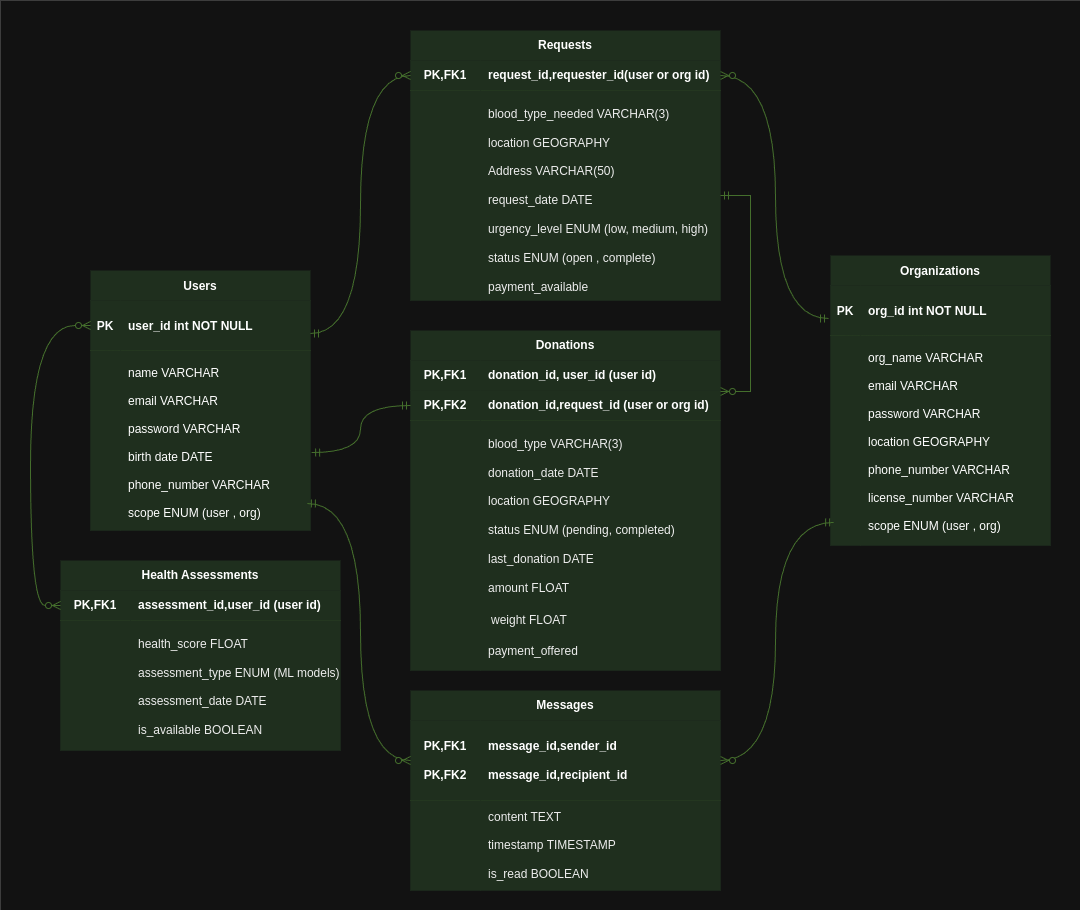 Requests
PK,FK1 request_id,requester_id(user or org id)
blood_type_needed VARCHAR(3)
location GEOGRAPHY
Address VARCHAR(50)
request_date DATE
urgency_level ENUM (low, medium, high)
status ENUM (open , complete)
payment_available
Users
PK user_id int NOT NULL
name VARCHAR
email VARCHAR
password VARCHAR
birth date DATE
phone_number VARCHAR
scope ENUM (user , org)
Organizations
PK org_id int NOT NULL
org_name VARCHAR
email VARCHAR
password VARCHAR
location GEOGRAPHY
phone_number VARCHAR
license_number VARCHAR
scope ENUM (user , org)
Donations
PK,FK1 donation_id, user_id (user id)
PK,FK2 donation_id,request_id (user or org id)
blood_type VARCHAR(3)
donation_date DATE
location GEOGRAPHY
status ENUM (pending, completed)
last_donation DATE
amount FLOAT
weight FLOAT
payment_offered
Health Assessments
PK,FK1 assessment_id,user_id (user id)
health_score FLOAT
assessment_type ENUM (ML models)
assessment_date DATE
is_available BOOLEAN
Messages
PK,FK1 message_id,sender_id
PK,FK2 message_id,recipient_id
content TEXT
timestamp TIMESTAMP
is_read BOOLEAN